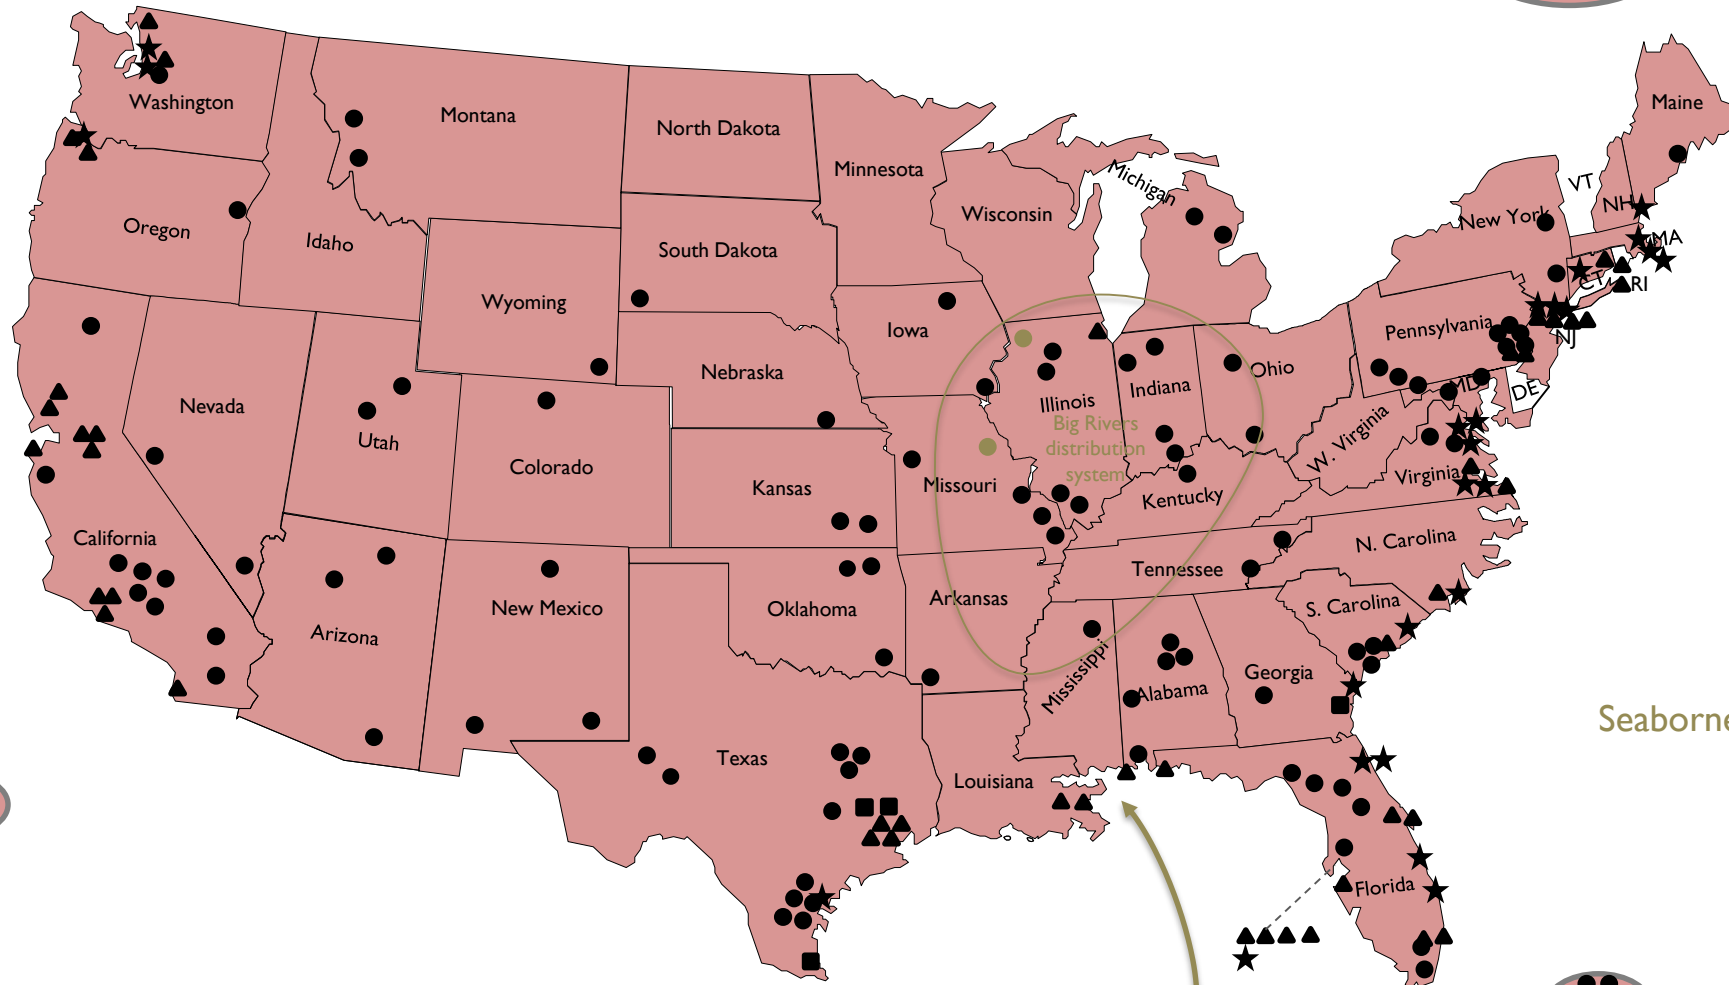 Maine
Washington
Montana
North Dakota
Minnesota
Michigan
VT
NH
New York
Wisconsin
Oregon
Idaho
South Dakota
MA
CT
RI
Wyoming
Iowa
Pennsylvania
NJ
Nebraska
Illinois
Indiana
Ohio
MD
DE
Nevada
Utah
Colorado
Big Rivers
distribution
system
W. Virginia
Kansas
Missouri
Kentucky
Virginia
California
N. Carolina
Tennessee
New Mexico
Oklahoma
Arkansas
S. Carolina
Arizona
Mississippi
Alabama
Georgia
Seaborne
Texas
Louisiana
Florida